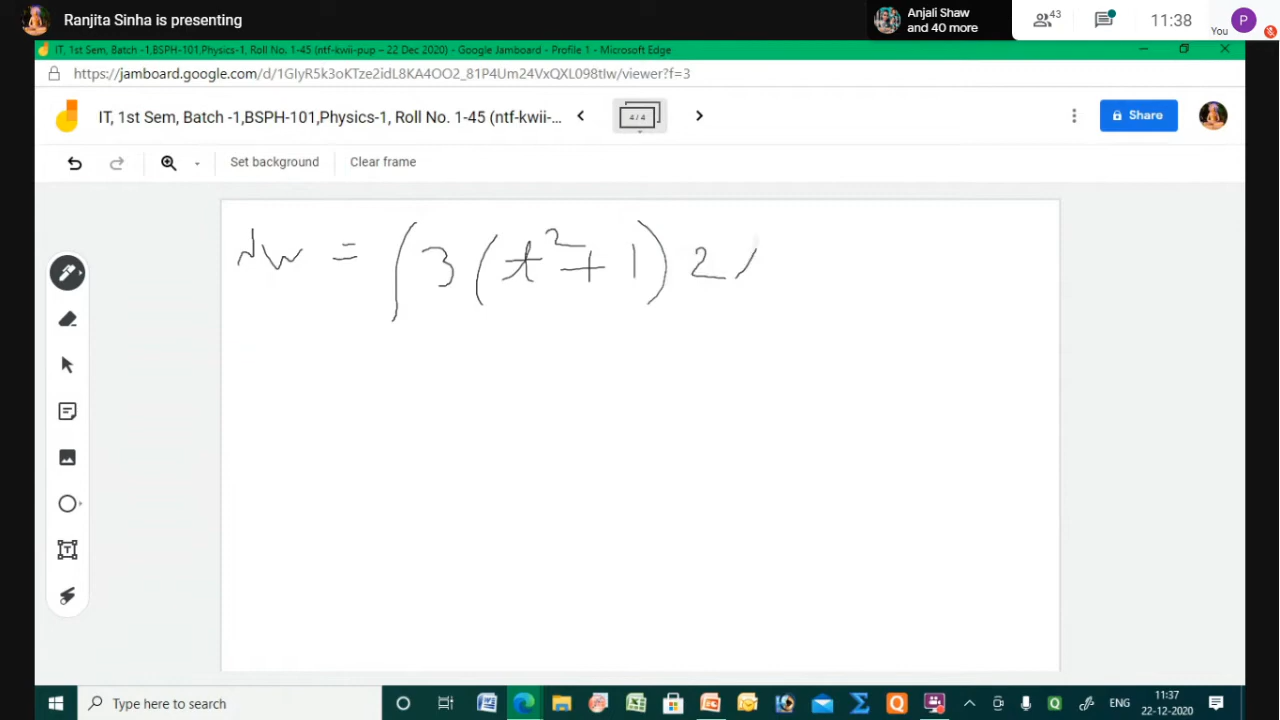 Ranjita Sinha is presenting
Anjali Shaw
and 40 more
43
11:38
P
You
IT, 1st Sem, Batch -1,BSPH-101,Physics-1, Roll No. 1-45 (ntf-kwii-pup – 22 Dec 2020) - Google Jamboard - Profile 1 - Microsoft Edge
https://jamboard.google.com/d/1GIyR5k3oKTze2idL8KA4OO2_81P4Um24VxQXL098tIw/viewer?f=3
IT, 1st Sem, Batch -1,BSPH-101,Physics-1, Roll No. 1-45 (ntf-kwii-...
4 / 4
Share
Set background
Clear frame
dw = ∫ 3 (t²+ 1) 2
Type here to search
ENG
11:37
22-12-2020